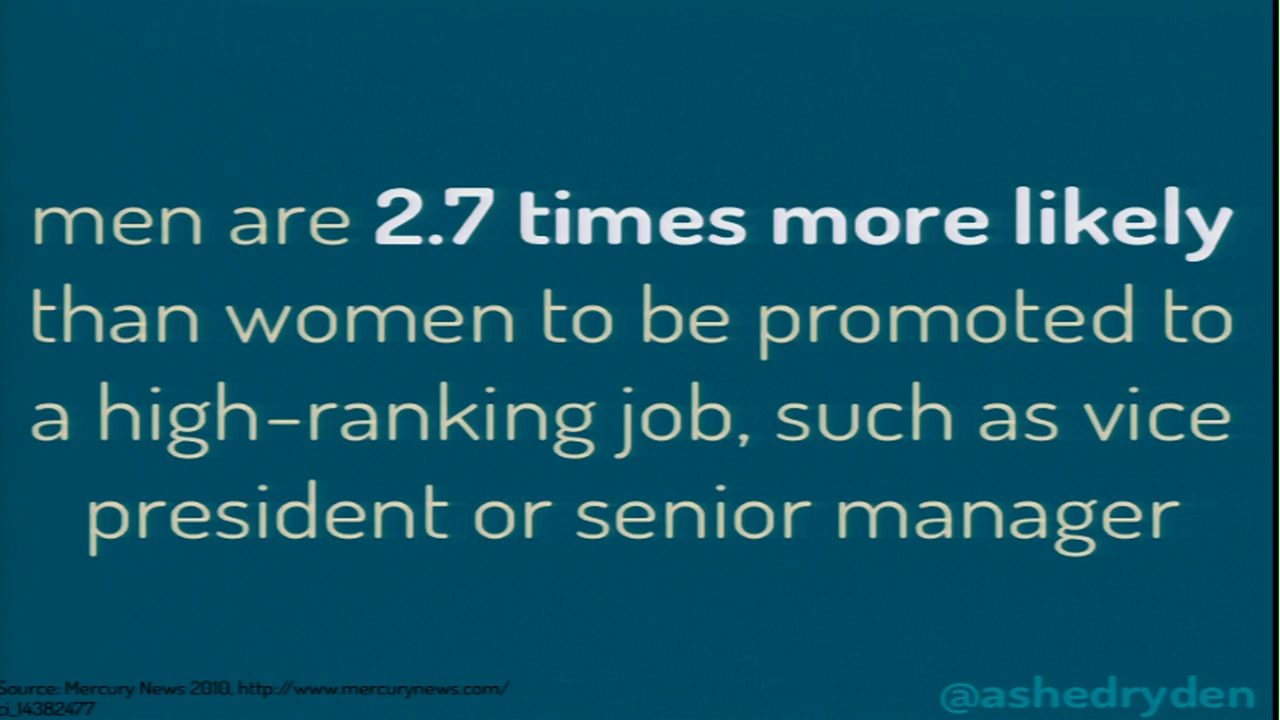 men are 2.7 times more likely
than women to be promoted to
a high-ranking job, such as vice
president or senior manager
Source: Mercury News 2010, http://www.mercurynews.com/
ci_14382477
@ashedryden